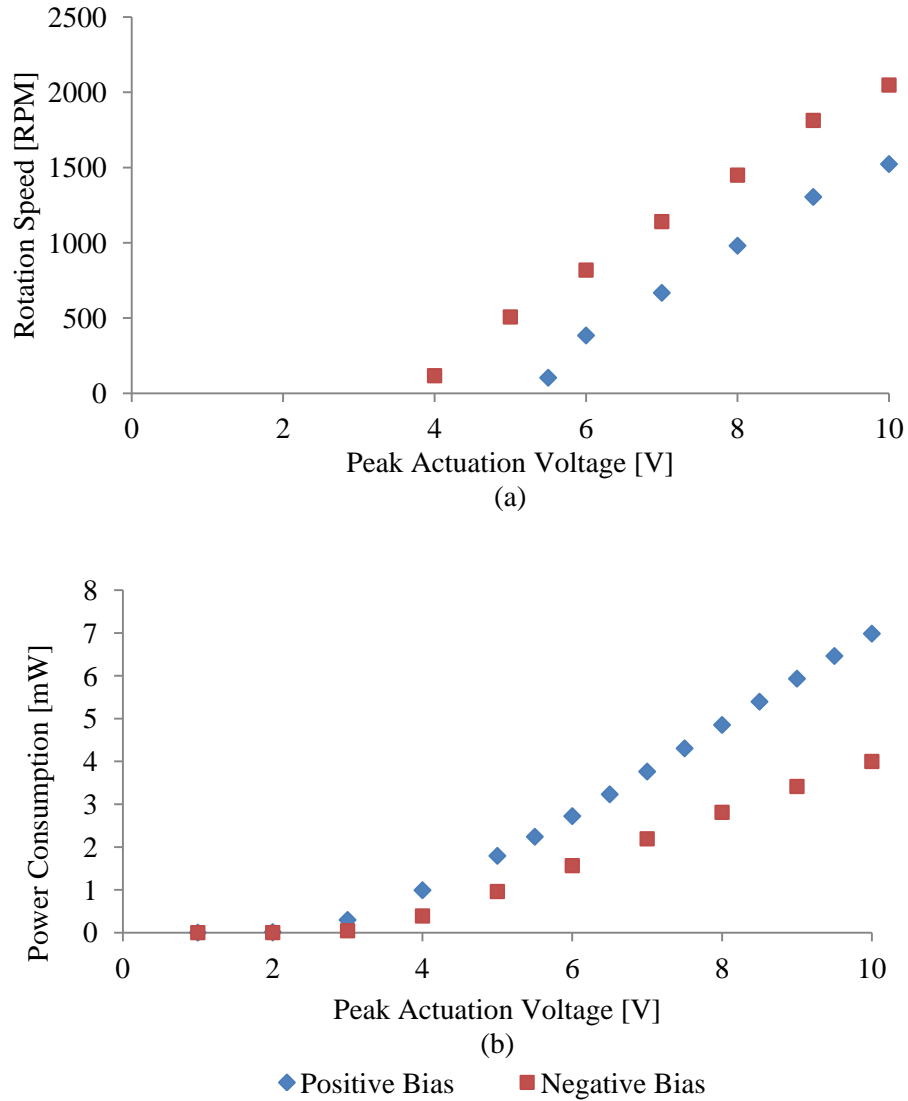 2500
2000
1500
1000
500
0
Rotation Speed [RPM]
0 2 4 6 8 10
Peak Actuation Voltage [V]
(a)
8
7
6
5
4
3
2
1
0
Power Consumption [mW]
0 2 4 6 8 10
Peak Actuation Voltage [V]
(b)
Positive Bias Negative Bias